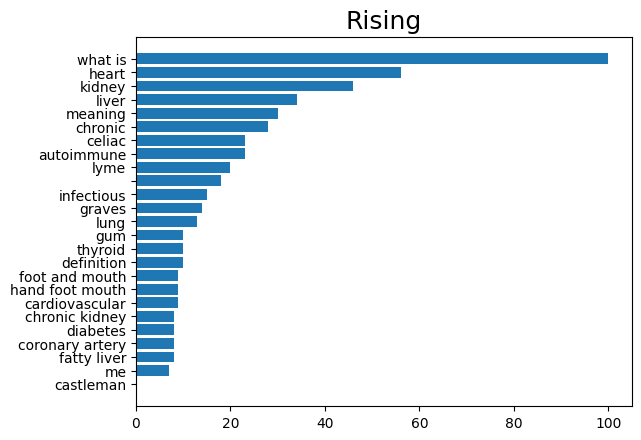 Rising
what is
heart
kidney
liver
meaning
chronic
celiac
autoimmune
lyme
infectious
graves
lung
gum
thyroid
definition
foot and mouth
hand foot mouth
cardiovascular
chronic kidney
diabetes
coronary artery
fatty liver
me
castleman
0 20 40 60 80 100